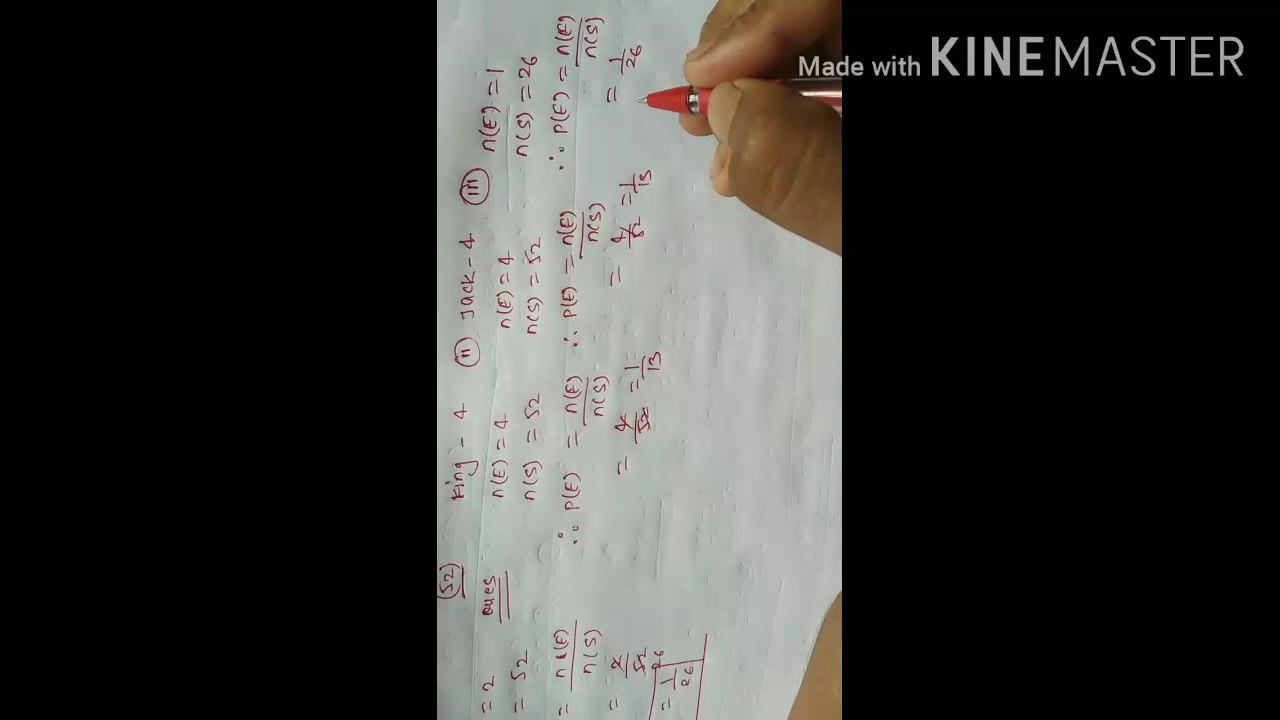 Made with KINEMASTER
(52)
King - 4
n(E) = 4
n(S) = 52
∴ P(E) = n(E)/n(S)
= 4/52 = 1/13
(II) Jack - 4
n(E) = 4
n(S) = 52
∴ P(E) = n(E)/n(S)
= 4/52 = 1/13
(III) n(E) = 1
n(S) = 26
∴ P(E) = n(E)/n(S)
= 1/26
= 2
= 52
= n(E)/n(S)
= 2/52 26
= 1/26